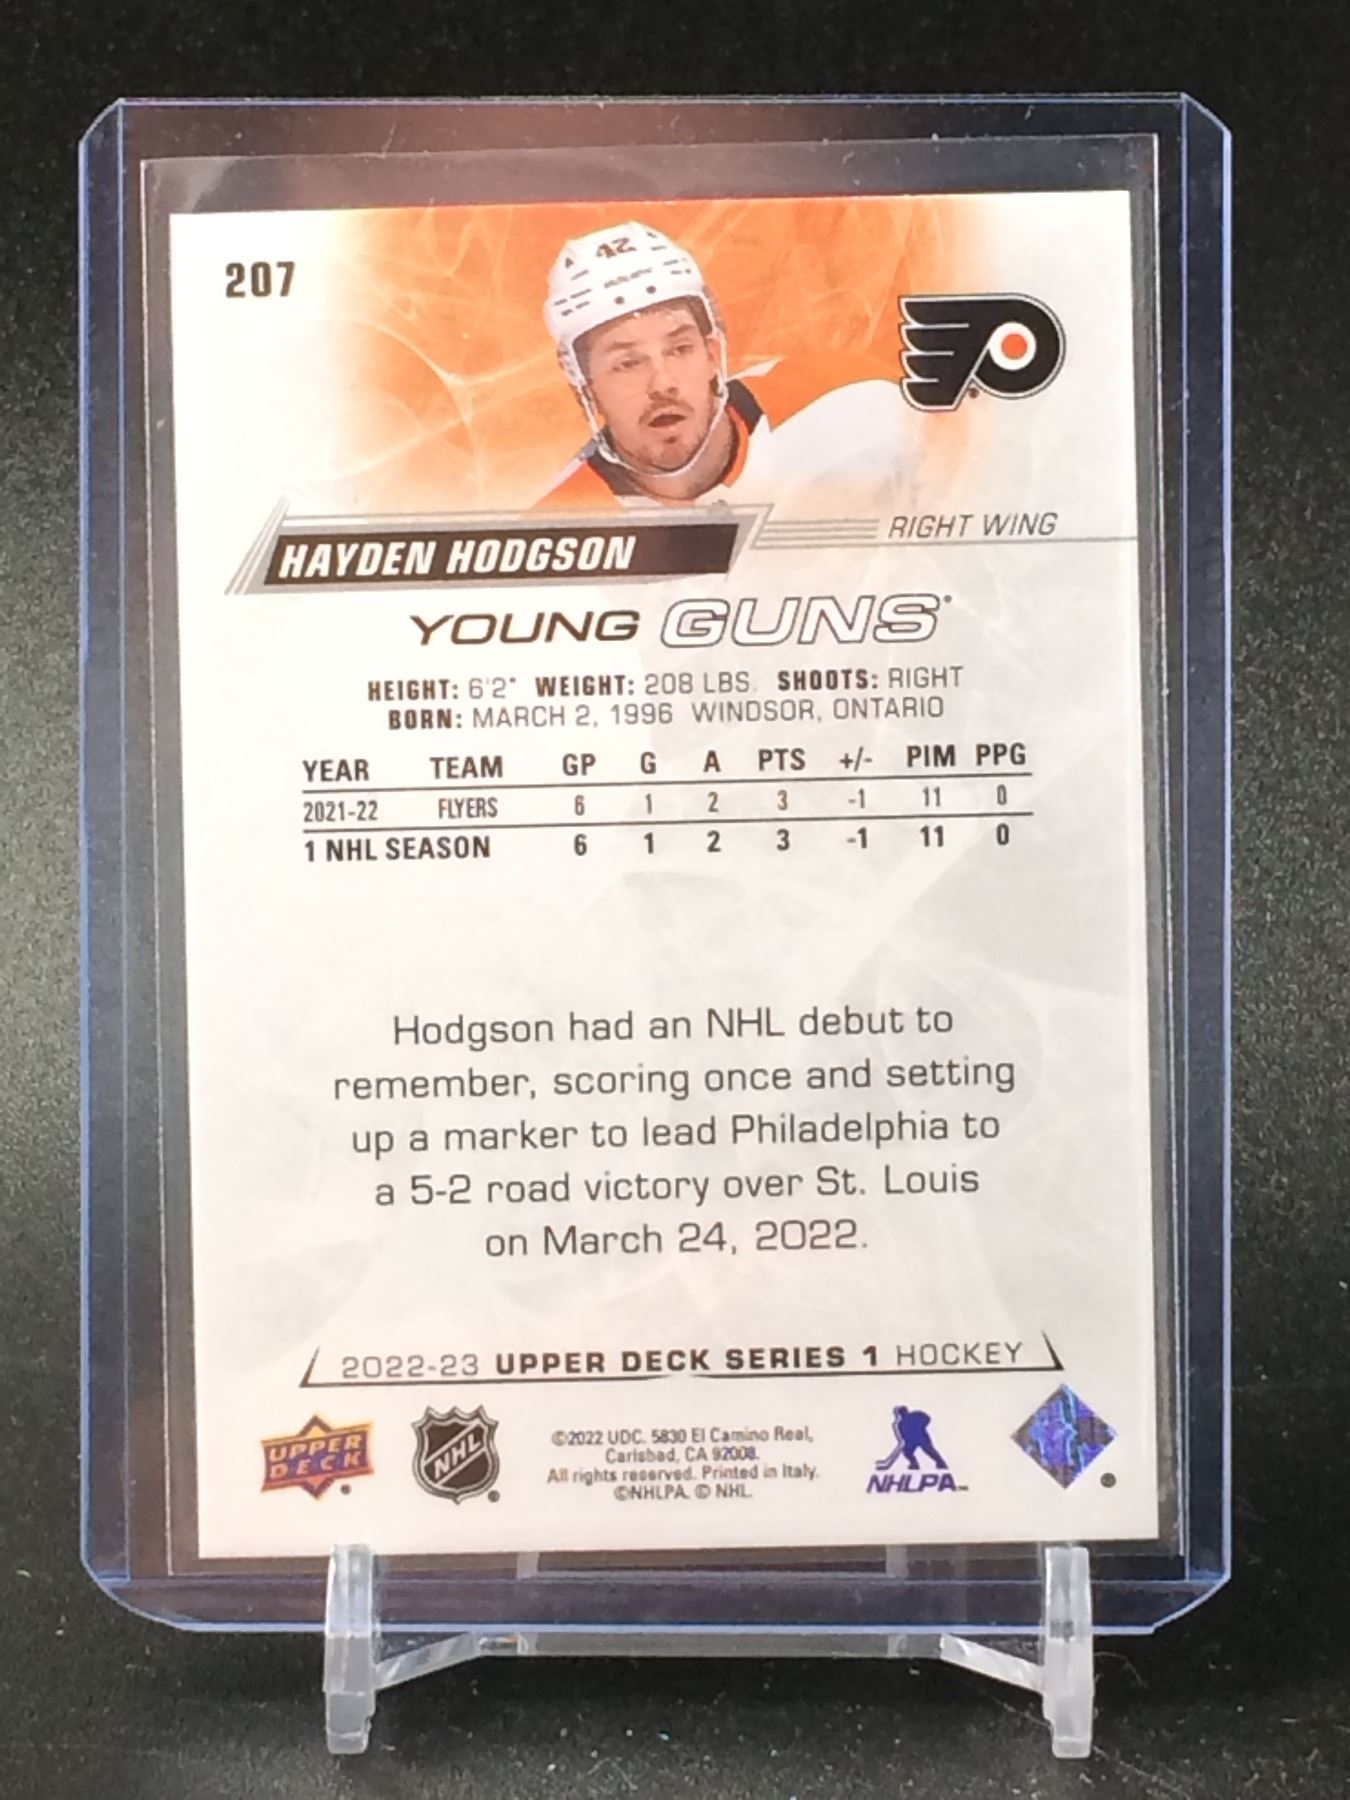 207
42
HAYDEN HODGSON
RIGHT WING
YOUNG GUNS®
HEIGHT: 6'2" WEIGHT: 208 LBS. SHOOTS: RIGHT
BORN: MARCH 2, 1996 WINDSOR, ONTARIO
YEAR TEAM GP G A PTS +/- PIM PPG
2021-22 FLYERS 6 1 2 3 -1 11 0
1 NHL SEASON 6 1 2 3 -1 11 0
Hodgson had an NHL debut to
remember, scoring once and setting
up a marker to lead Philadelphia to
a 5-2 road victory over St. Louis
on March 24, 2022.
2022-23 UPPER DECK SERIES 1 HOCKEY
UPPER
DECK®
NHL®
©2022 UDC. 5830 El Camino Real,
Carlsbad, CA 92008.
All rights reserved. Printed in Italy.
©NHLPA. © NHL.
NHLPA™
®